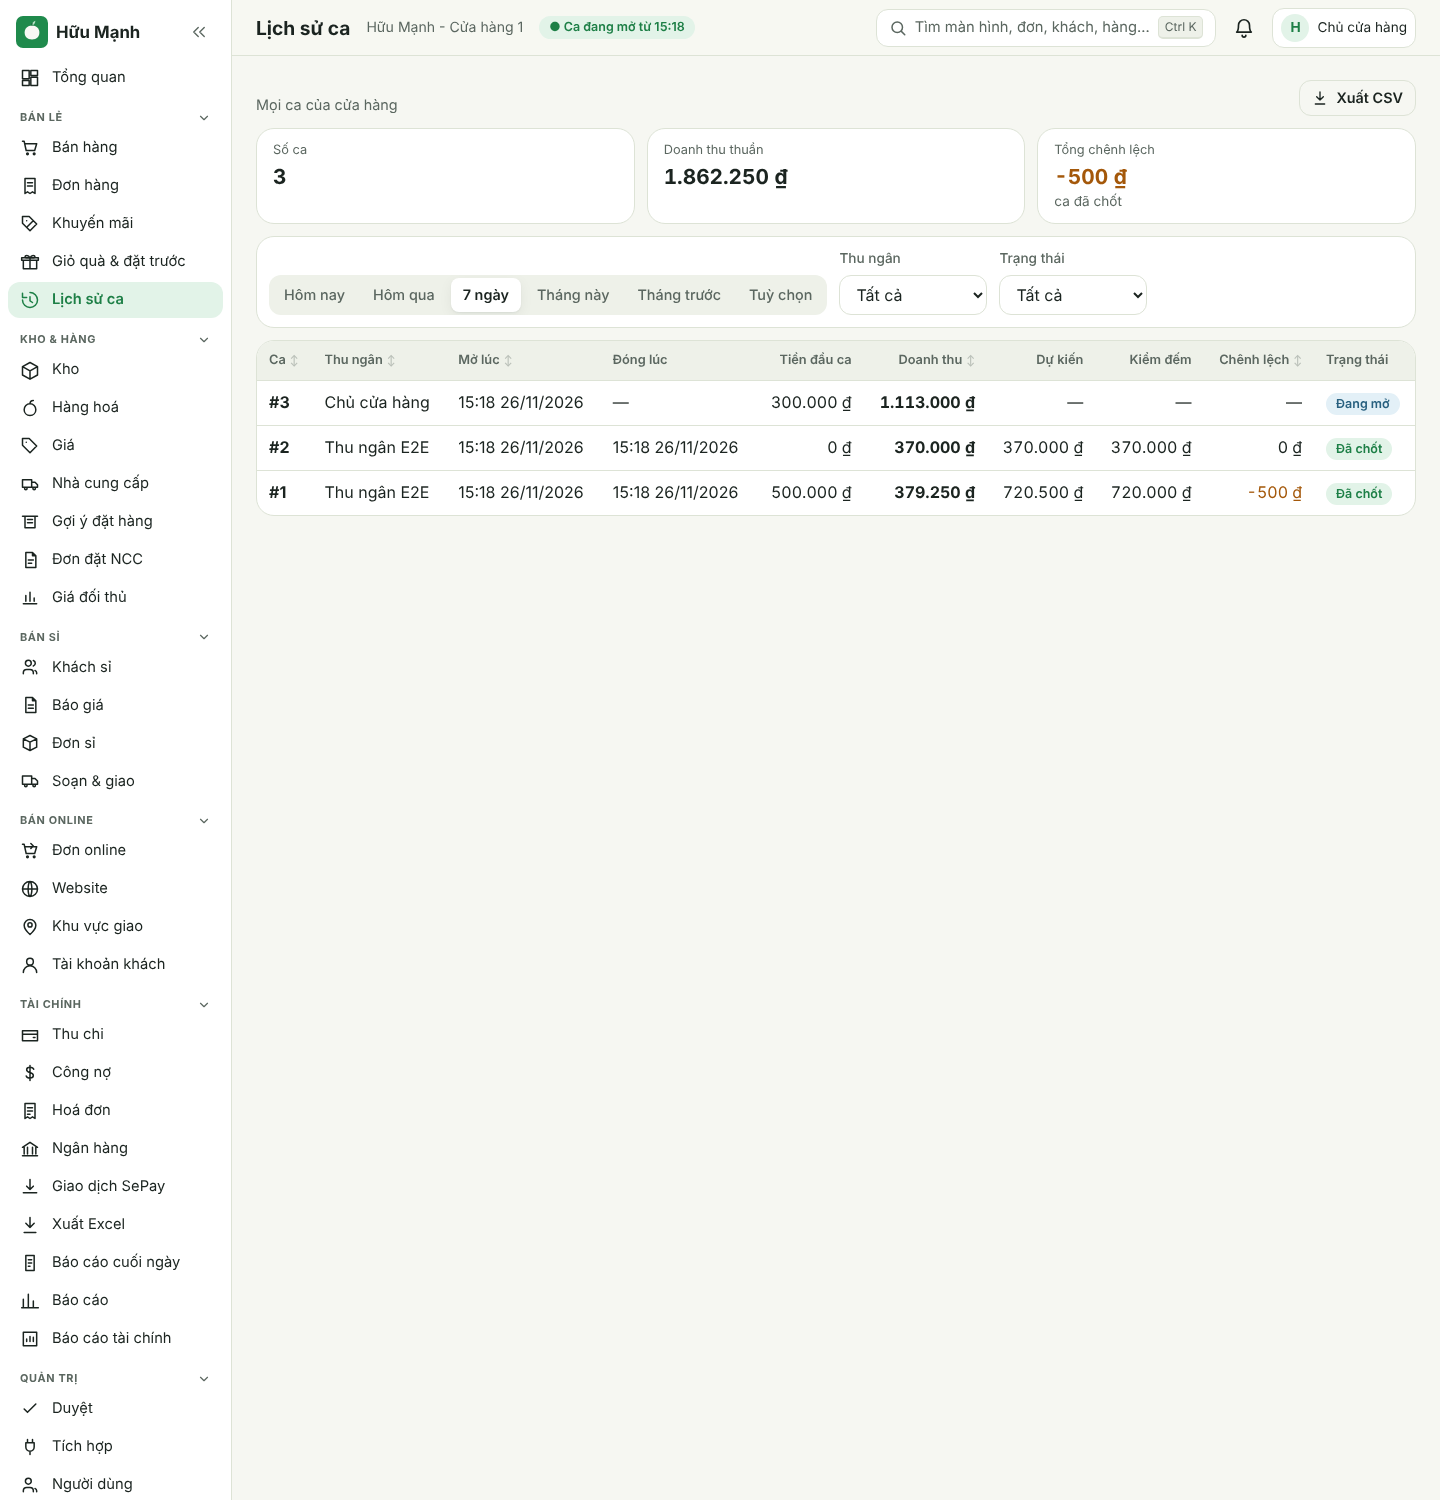 Hữu Mạnh
Tổng quan
BÁN LẺ
Bán hàng
Đơn hàng
Khuyến mãi
Giỏ quà & đặt trước
Lịch sử ca
KHO & HÀNG
Kho
Hàng hoá
Giá
Nhà cung cấp
Gợi ý đặt hàng
Đơn đặt NCC
Giá đối thủ
BÁN SỈ
Khách sỉ
Báo giá
Đơn sỉ
Soạn & giao
BÁN ONLINE
Đơn online
Website
Khu vực giao
Tài khoản khách
TÀI CHÍNH
Thu chi
Công nợ
Hoá đơn
Ngân hàng
Giao dịch SePay
Xuất Excel
Báo cáo cuối ngày
Báo cáo
Báo cáo tài chính
QUẢN TRỊ
Duyệt
Tích hợp
Người dùng
Lịch sử ca Hữu Mạnh - Cửa hàng 1 Ca đang mở từ 15:18 Tìm màn hình, đơn, khách, hàng... Ctrl K H Chủ cửa hàng
Mọi ca của cửa hàng Xuất CSV
Số ca Doanh thu thuần Tổng chênh lệch
3 1.862.250 ₫ -500 ₫
ca đã chốt
Thu ngân Trạng thái
Hôm nay Hôm qua 7 ngày Tháng này Tháng trước Tuỳ chọn Tất cả Tất cả
Ca Thu ngân Mở lúc Đóng lúc Tiền đầu ca Doanh thu Dự kiến Kiểm đếm Chênh lệch Trạng thái
#3 Chủ cửa hàng 15:18 26/11/2026 — 300.000 ₫ 1.113.000 ₫ — — — Đang mở
#2 Thu ngân E2E 15:18 26/11/2026 15:18 26/11/2026 0 ₫ 370.000 ₫ 370.000 ₫ 370.000 ₫ 0 ₫ Đã chốt
#1 Thu ngân E2E 15:18 26/11/2026 15:18 26/11/2026 500.000 ₫ 379.250 ₫ 720.500 ₫ 720.000 ₫ -500 ₫ Đã chốt